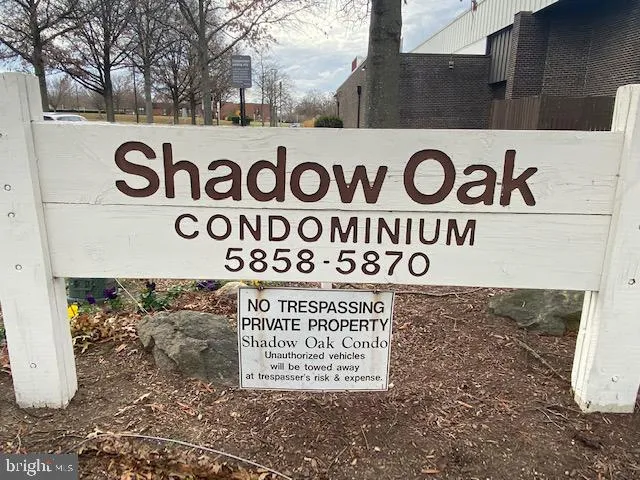 Shadow Oak
CONDOMINIUM
5858-5870
NO TRESPASSING
PRIVATE PROPERTY
Shadow Oak Condo
Unauthorized vehicles
will be towed away
at trespasser's risk & expense.
bright MLS